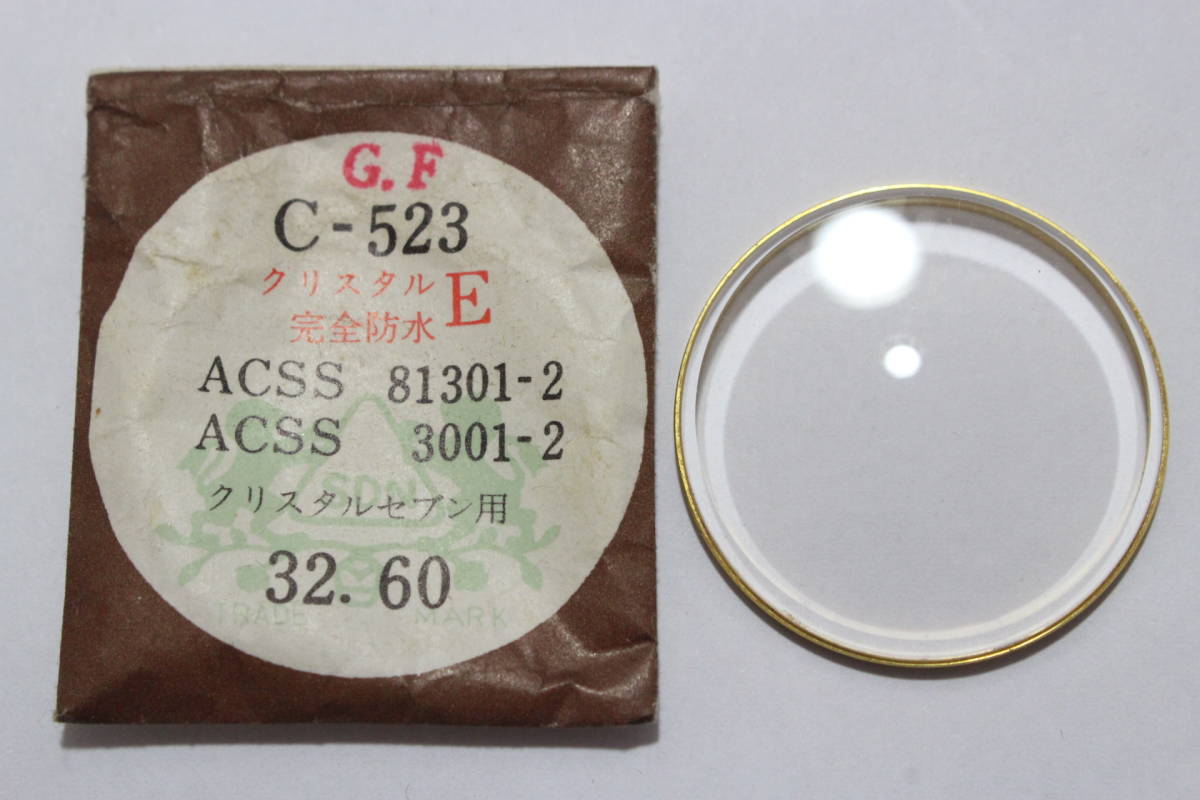 G.F
C-523
クリスタル E
完全防水
ACSS 81301-2
ACSS 3001-2
SDN
クリスタルセブン用
32.60
TRADE MARK